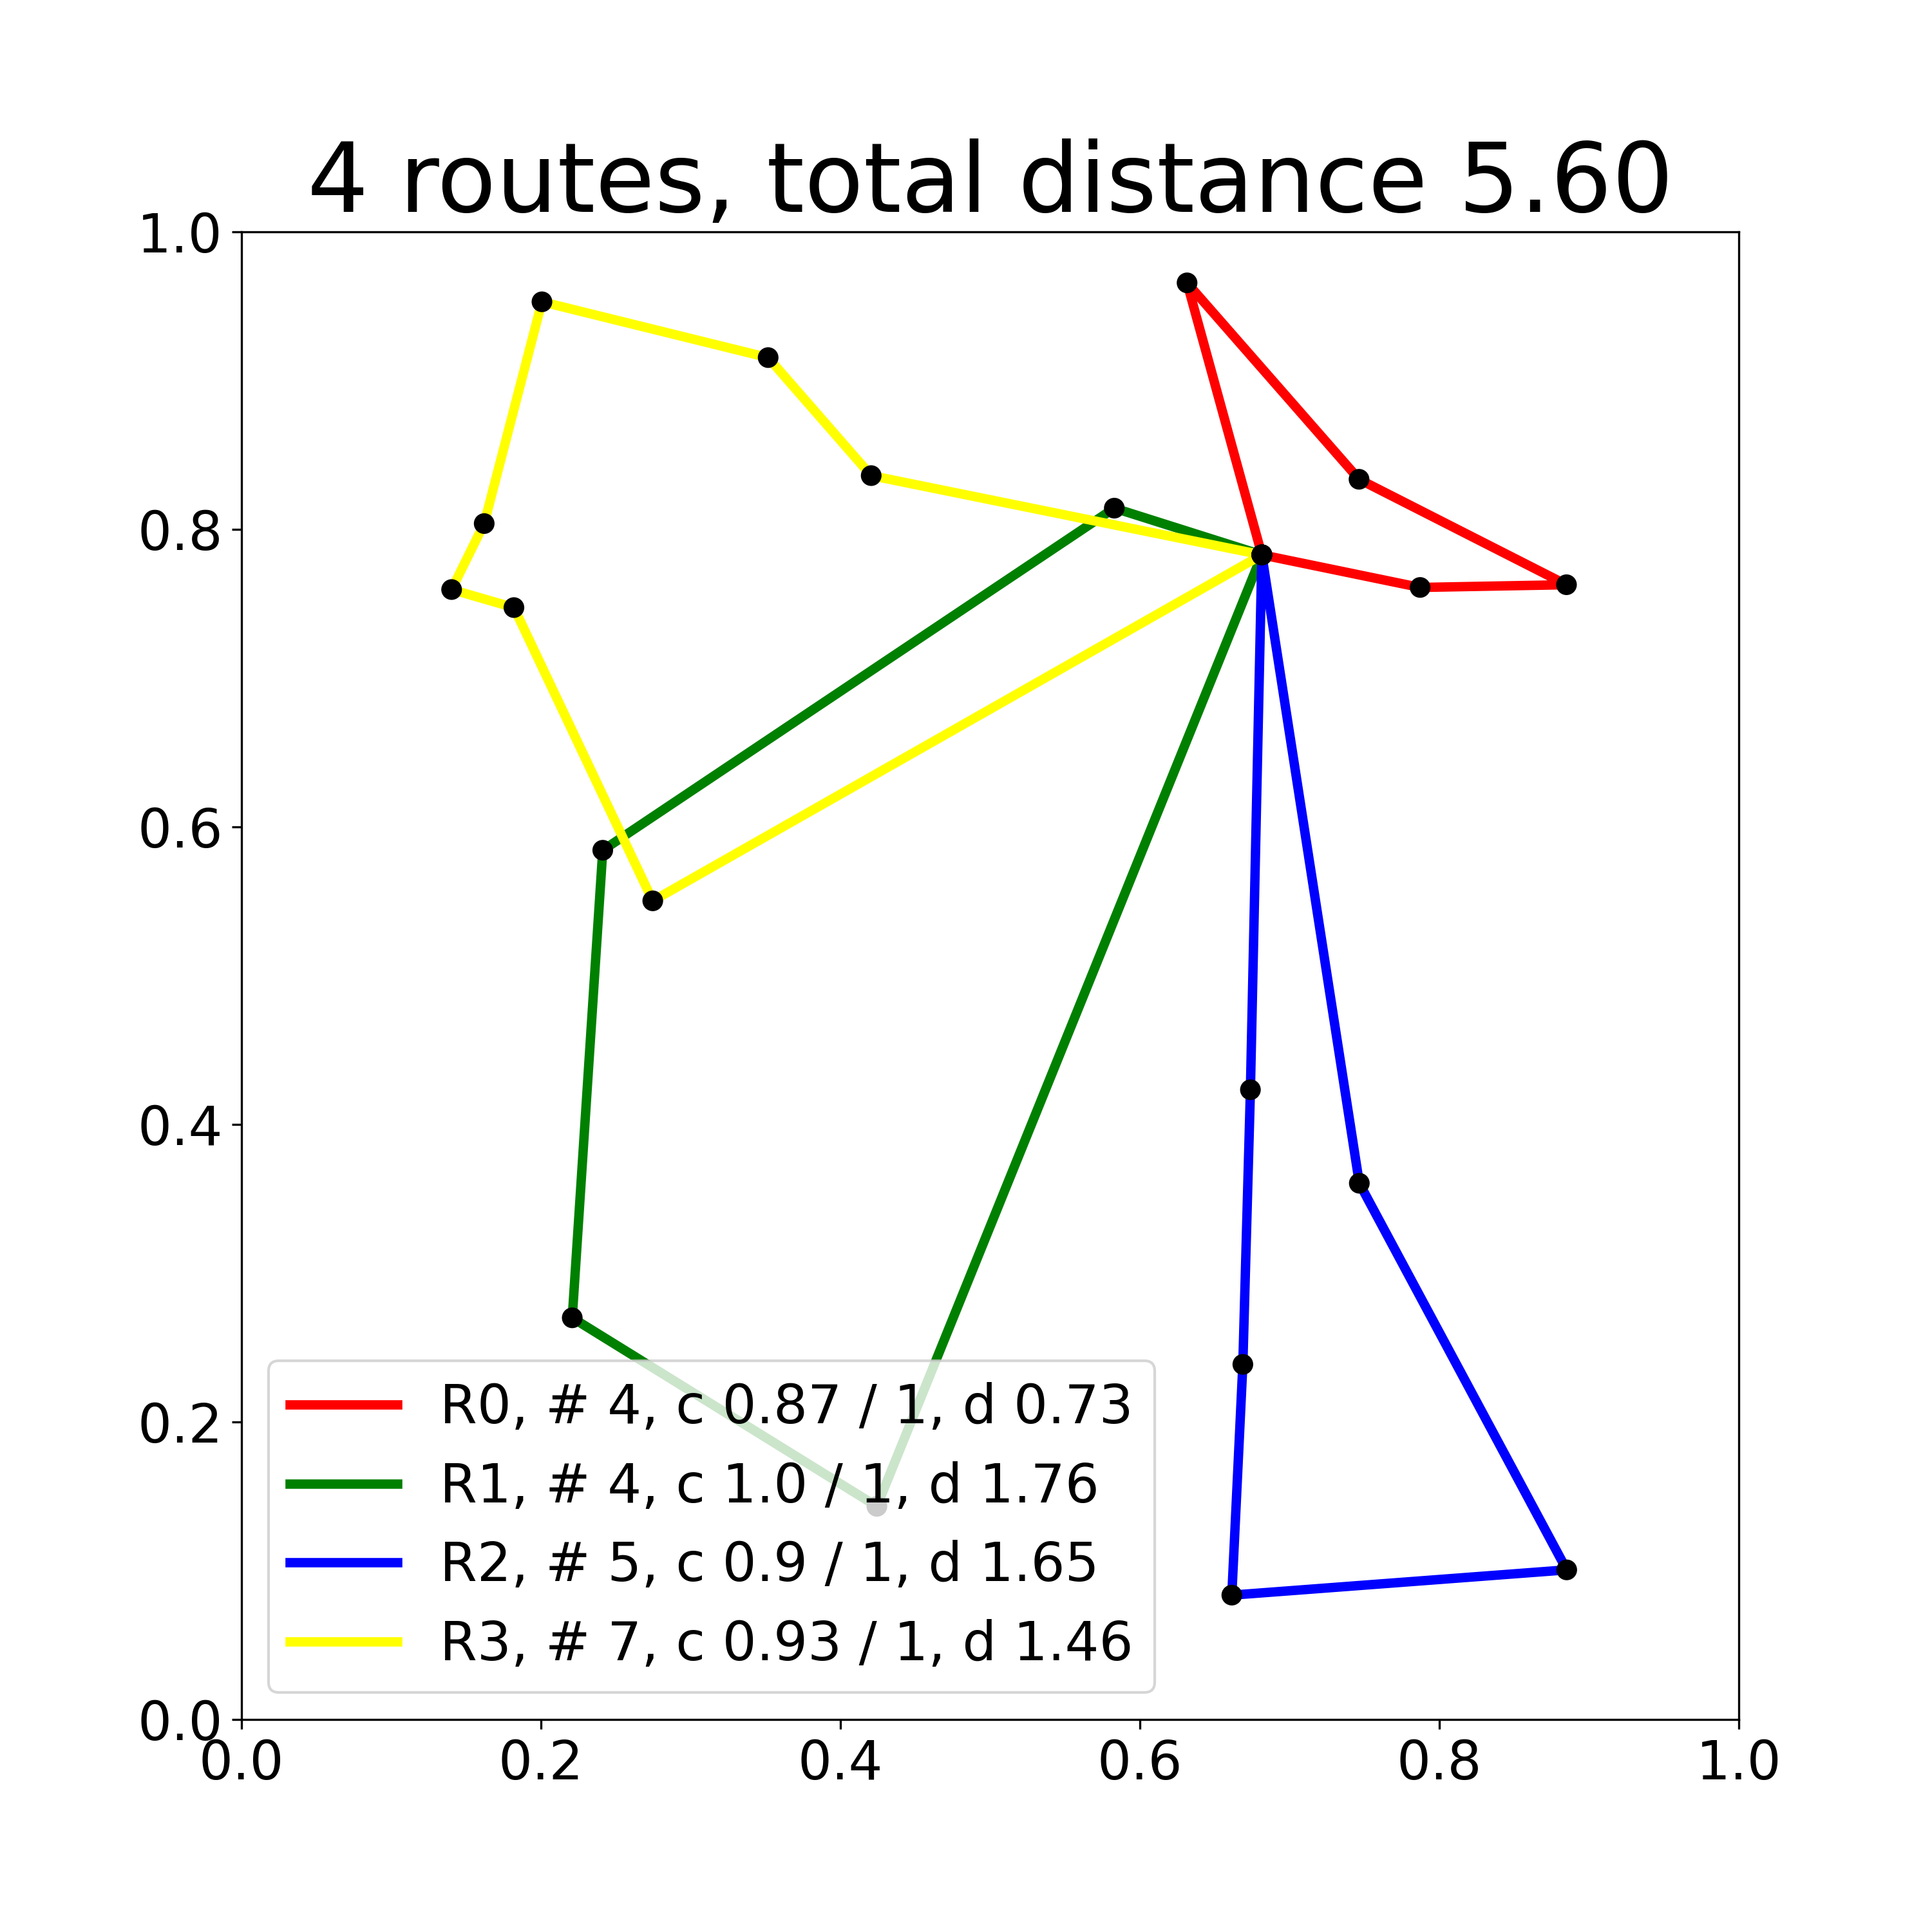 4 routes, total distance 5.60
1.0
0.8
0.6
0.4
0.2
0.0
R0, # 4, c 0.87 / 1, d 0.73
R1, # 4, c 1.0 / 1, d 1.76
R2, # 5, c 0.9 / 1, d 1.65
R3, # 7, c 0.93 / 1, d 1.46
0.0 0.2 0.4 0.6 0.8 1.0